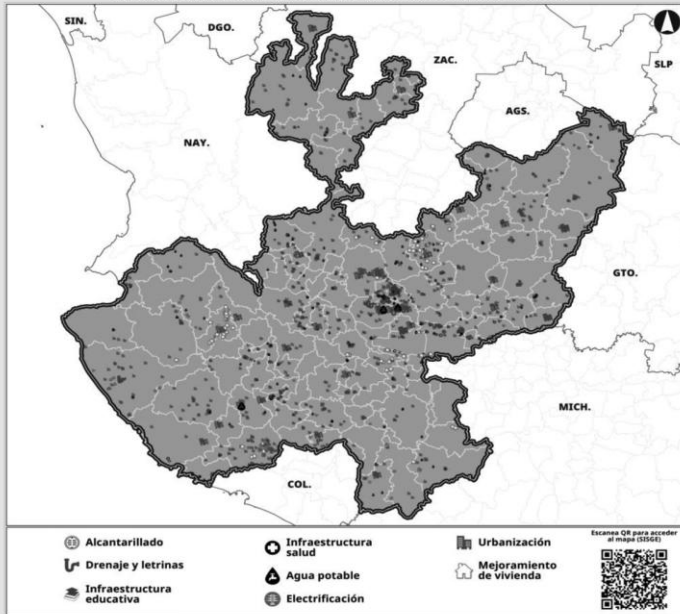 SIN.
DGO.
ZAC.
SLP
AGS.
NAY.
GTO.
MICH.
COL.
Alcantarillado
Drenaje y letrinas
Infraestructura
educativa
Infraestructura
salud
Agua potable
Electrificación
Urbanización
Mejoramiento
de vivienda
Escanea QR para acceder
al mapa (SISGE)